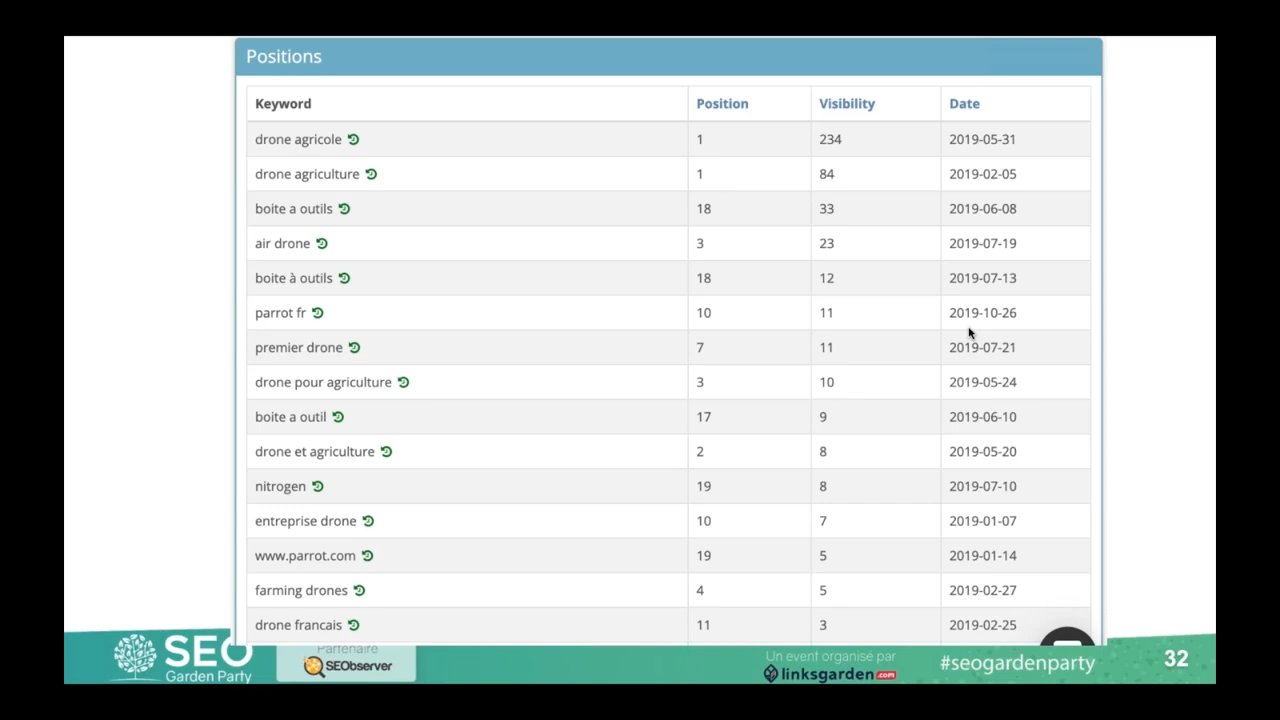 Positions
Keyword Position Visibility Date
drone agricole 1 234 2019-05-31
drone agriculture 1 84 2019-02-05
boite a outils 18 33 2019-06-08
air drone 3 23 2019-07-19
boite à outils 18 12 2019-07-13
parrot fr 10 11 2019-10-26
premier drone 7 11 2019-07-21
drone pour agriculture 3 10 2019-05-24
boite a outil 17 9 2019-06-10
drone et agriculture 2 8 2019-05-20
nitrogen 19 8 2019-07-10
entreprise drone 10 7 2019-01-07
www.parrot.com 19 5 2019-01-14
farming drones 4 5 2019-02-27
drone francais 11 3 2019-02-25
SEO
Garden Party
Partenaire
SEObserver
Un event organisé par
linksgarden.com
#seogardenparty
32